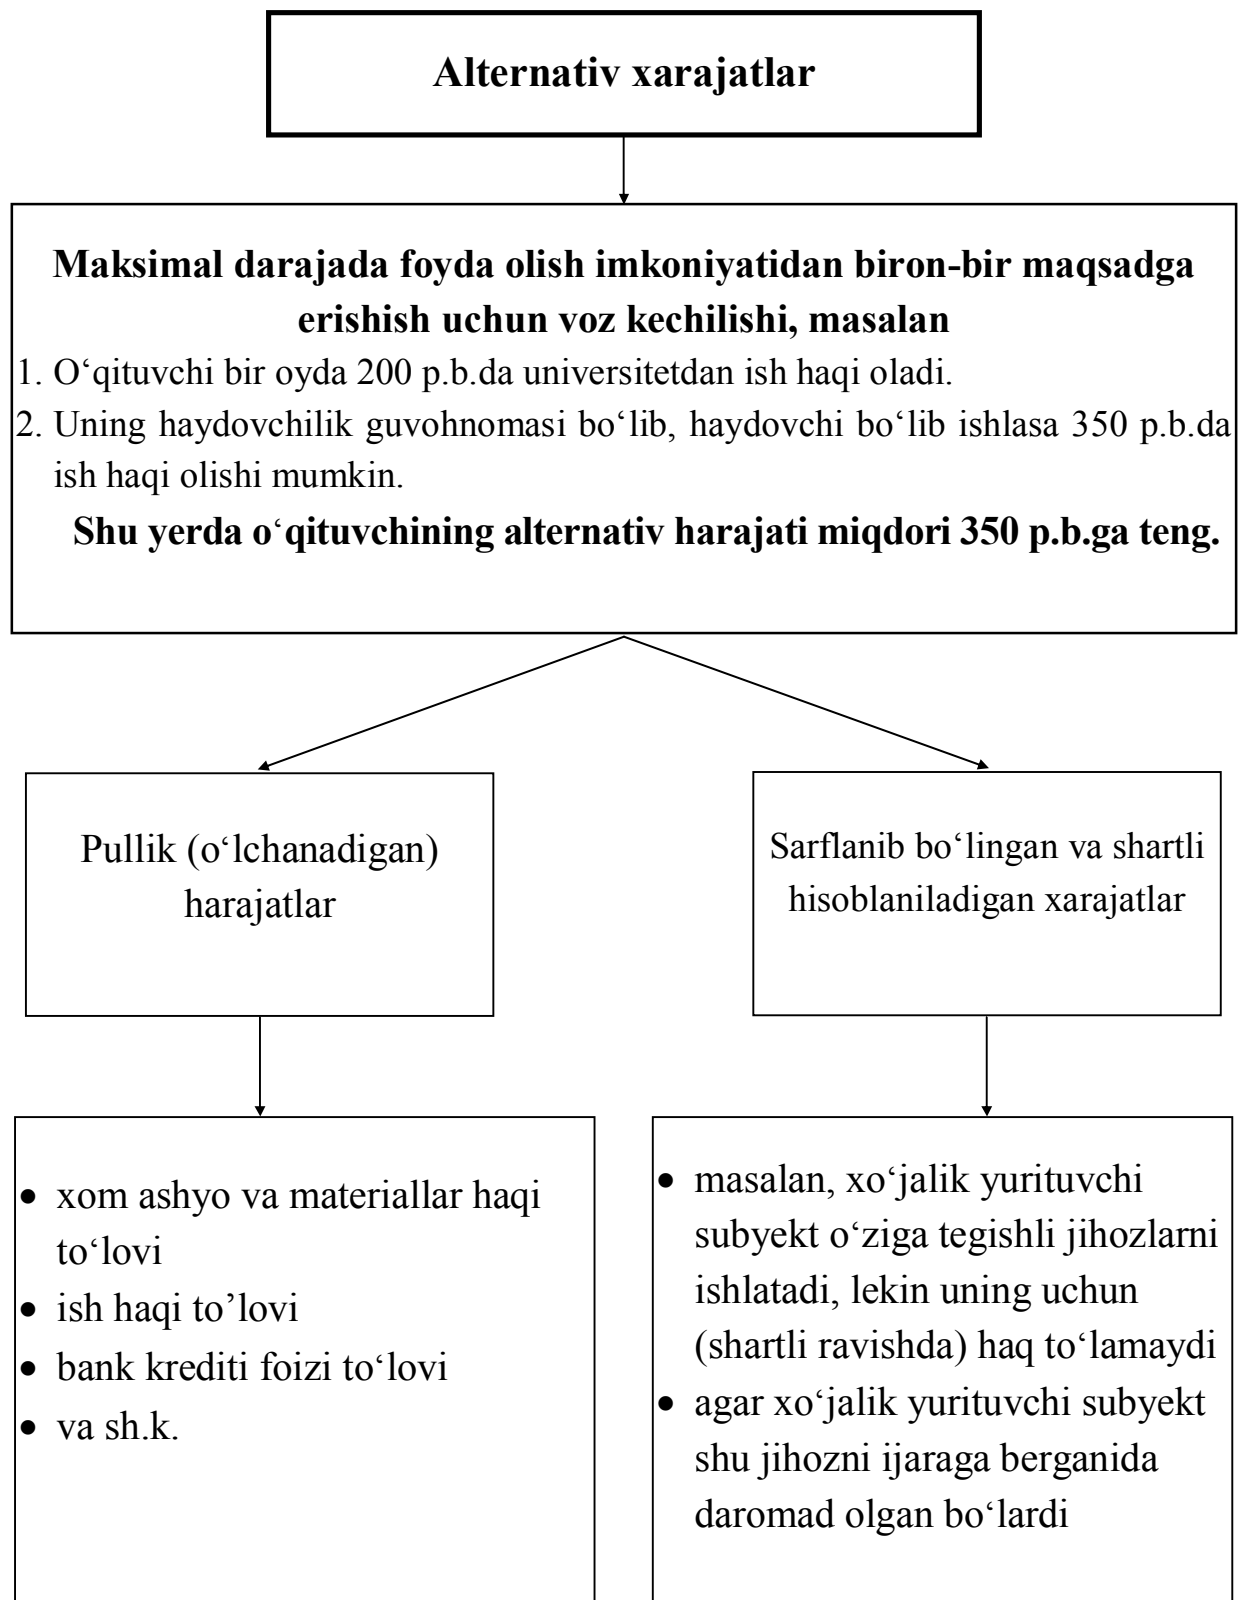 Alternativ xarajatlar
Maksimal darajada foyda olish imkoniyatidan biron-bir maqsadga
erishish uchun voz kechilishi, masalan
1. O‘qituvchi bir oyda 200 p.b.da universitetdan ish haqi oladi.
2. Uning haydovchilik guvohnomasi bo‘lib, haydovchi bo‘lib ishlasa 350 p.b.da
ish haqi olishi mumkin.
Shu yerda o‘qituvchining alternativ harajati miqdori 350 p.b.ga teng.
Pullik (o‘lchanadigan)
harajatlar
Sarflanib bo‘lingan va shartli
hisoblaniladigan xarajatlar
• xom ashyo va materiallar haqi
to‘lovi
• ish haqi to’lovi
• bank krediti foizi to‘lovi
• va sh.k.
• masalan, xo‘jalik yurituvchi
subyekt o‘ziga tegishli jihozlarni
ishlatadi, lekin uning uchun
(shartli ravishda) haq to‘lamaydi
• agar xo‘jalik yurituvchi subyekt
shu jihozni ijaraga berganida
daromad olgan bo‘lardi